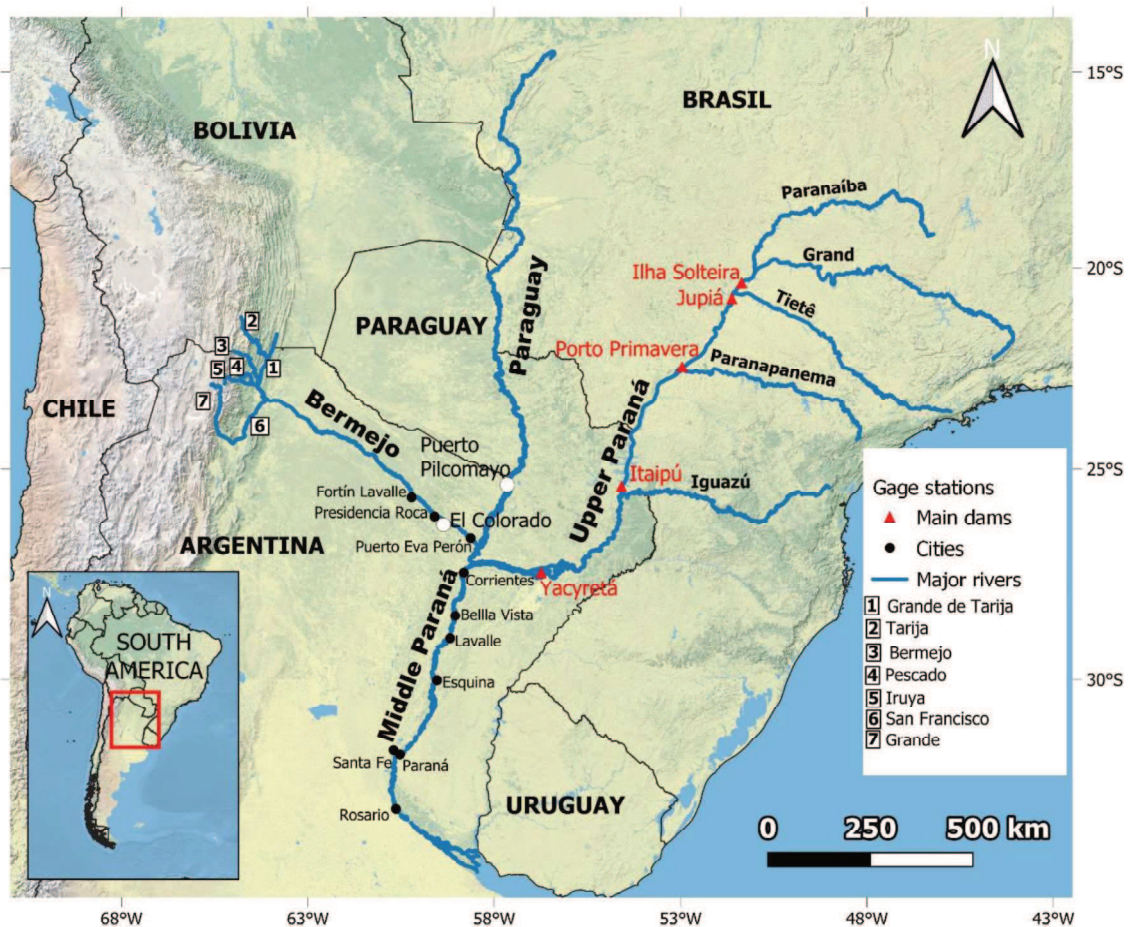 N
15°S
BRASIL
BOLIVIA
Paranaíba
Grand
20°S
Ilha Solteira
Jupiá
Tietê
Paraguay
2
PARAGUAY
3
Porto Primavera
5
4
1
Paranapanema
7
CHILE
Bermejo
6
Upper Paraná
Puerto
Pilcomayo
Itaipú
25°S
Iguazú
Fortín Lavalle
Presidencia Roca
El Colorado
ARGENTINA
Puerto Eva Perón
Corrientes
Yacyretá
Middle Paraná
Bellla Vista
Lavalle
Esquina
30°S
Santa Fe
Paraná
Rosario
URUGUAY
N
SOUTH
AMERICA
Gage stations
Main dams
Cities
Major rivers
1 Grande de Tarija
2 Tarija
3 Bermejo
4 Pescado
5 Iruya
6 San Francisco
7 Grande
0 250 500 km
68°W 63°W 58°W 53°W 48°W 43°W